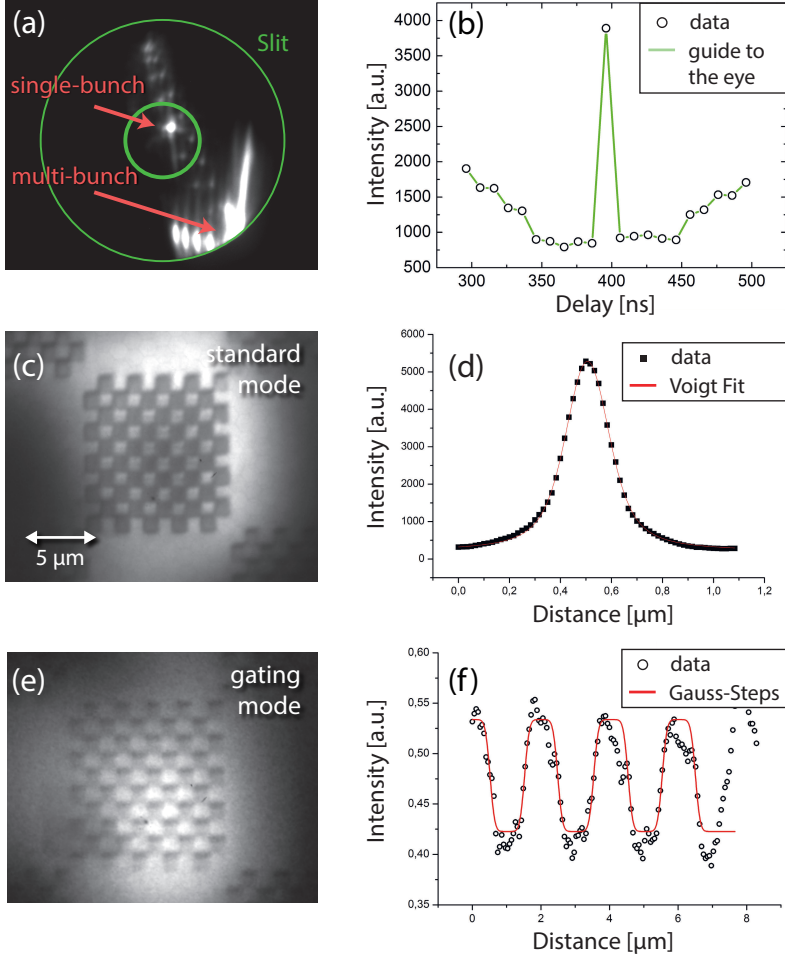 (a)
Slit
single-bunch
multi-bunch
(b)
data
guide to
the eye
Intensity [a.u.]
4000
3500
3000
2500
2000
1500
1000
500
300
350
400
450
500
Delay [ns]
(c)
standard
mode
5 µm
(d)
data
Voigt Fit
Intensity [a.u.]
6000
5000
4000
3000
2000
1000
0
0,0
0,2
0,4
0,6
0,8
1,0
1,2
Distance [µm]
(e)
gating
mode
(f)
data
Gauss-Steps
Intensity [a.u.]
0,60
0,55
0,50
0,45
0,40
0,35
0
2
4
6
8
Distance [µm]